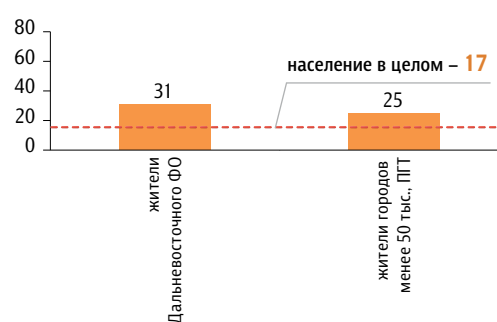 80
60
40
20
0
население в целом – 17
31
25
жители
Дальневосточного ФО
жители городов
менее 50 тыс., ПГТ